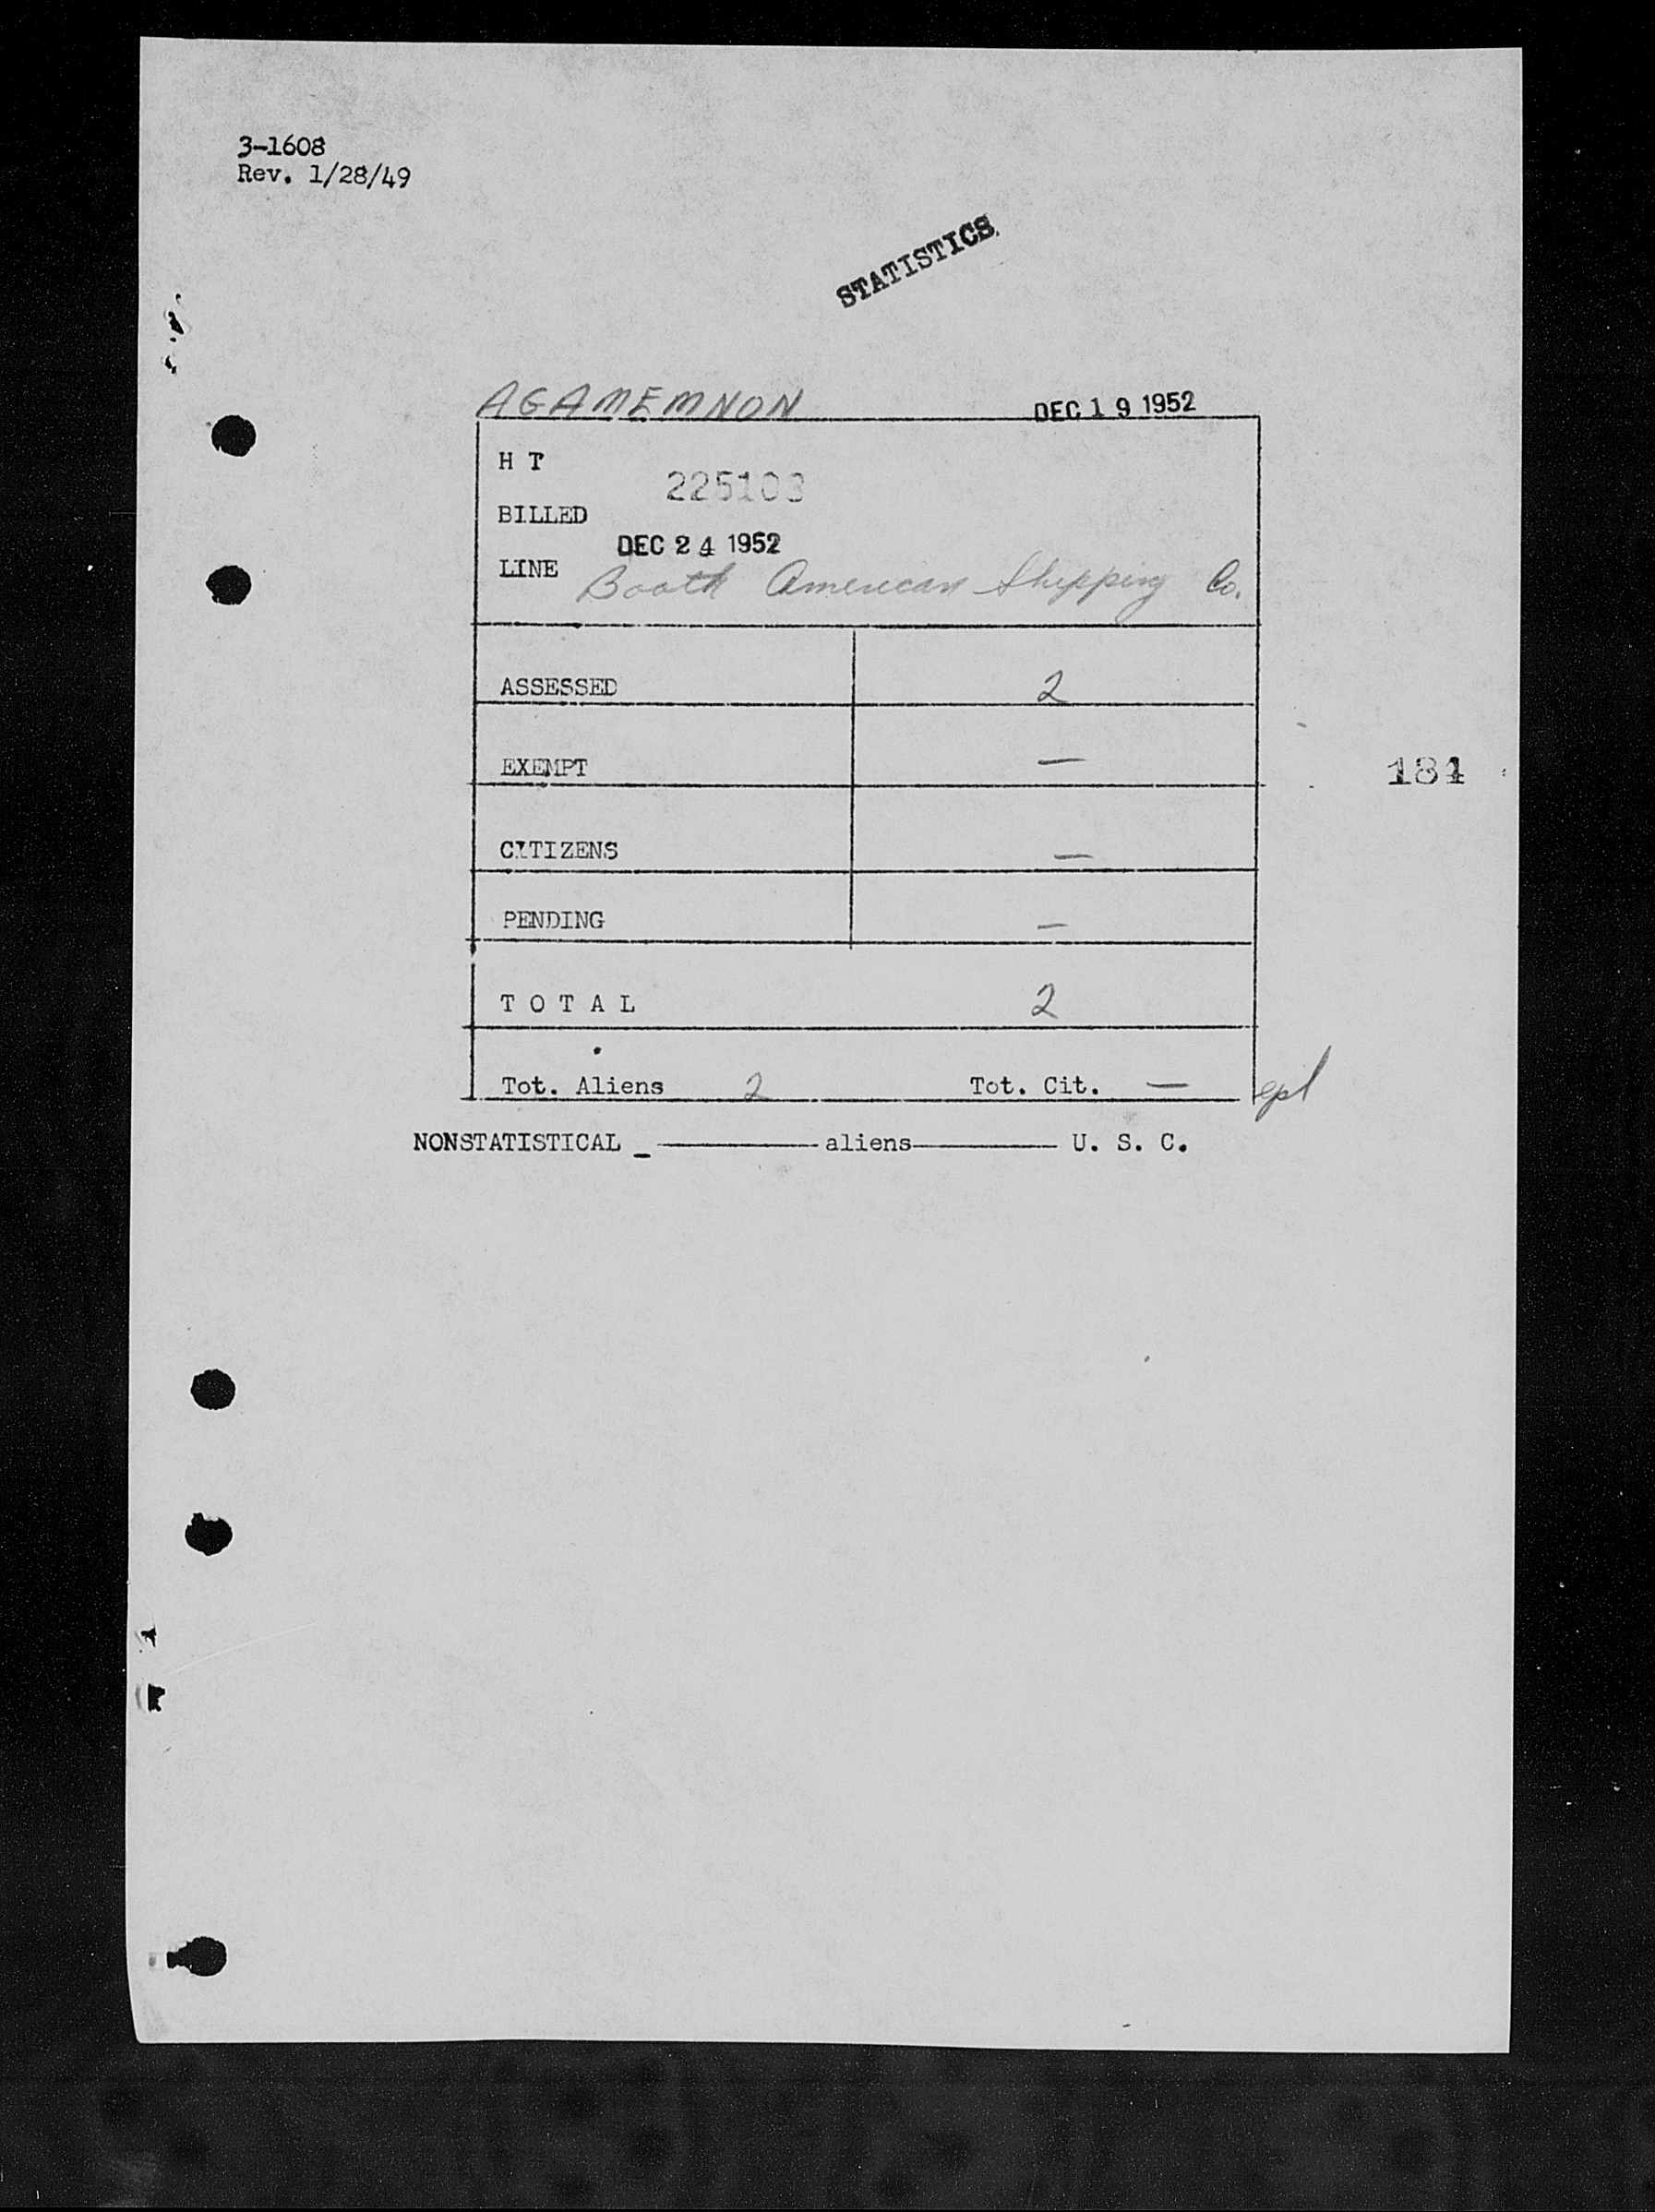 3-1608
Rev. 1/28/49
STATISTICS
AGAMEMNON DEC 19 1952
H T
225103
BILLED
DEC 24 1952
LINE Booth American Shipping Co.
ASSESSED 2
EXEMPT —
184
CITIZENS —
PENDING —
T O T A L 2
Tot. Aliens 2 Tot. Cit. — epl
NONSTATISTICAL _ ———— aliens ———— U. S. C.